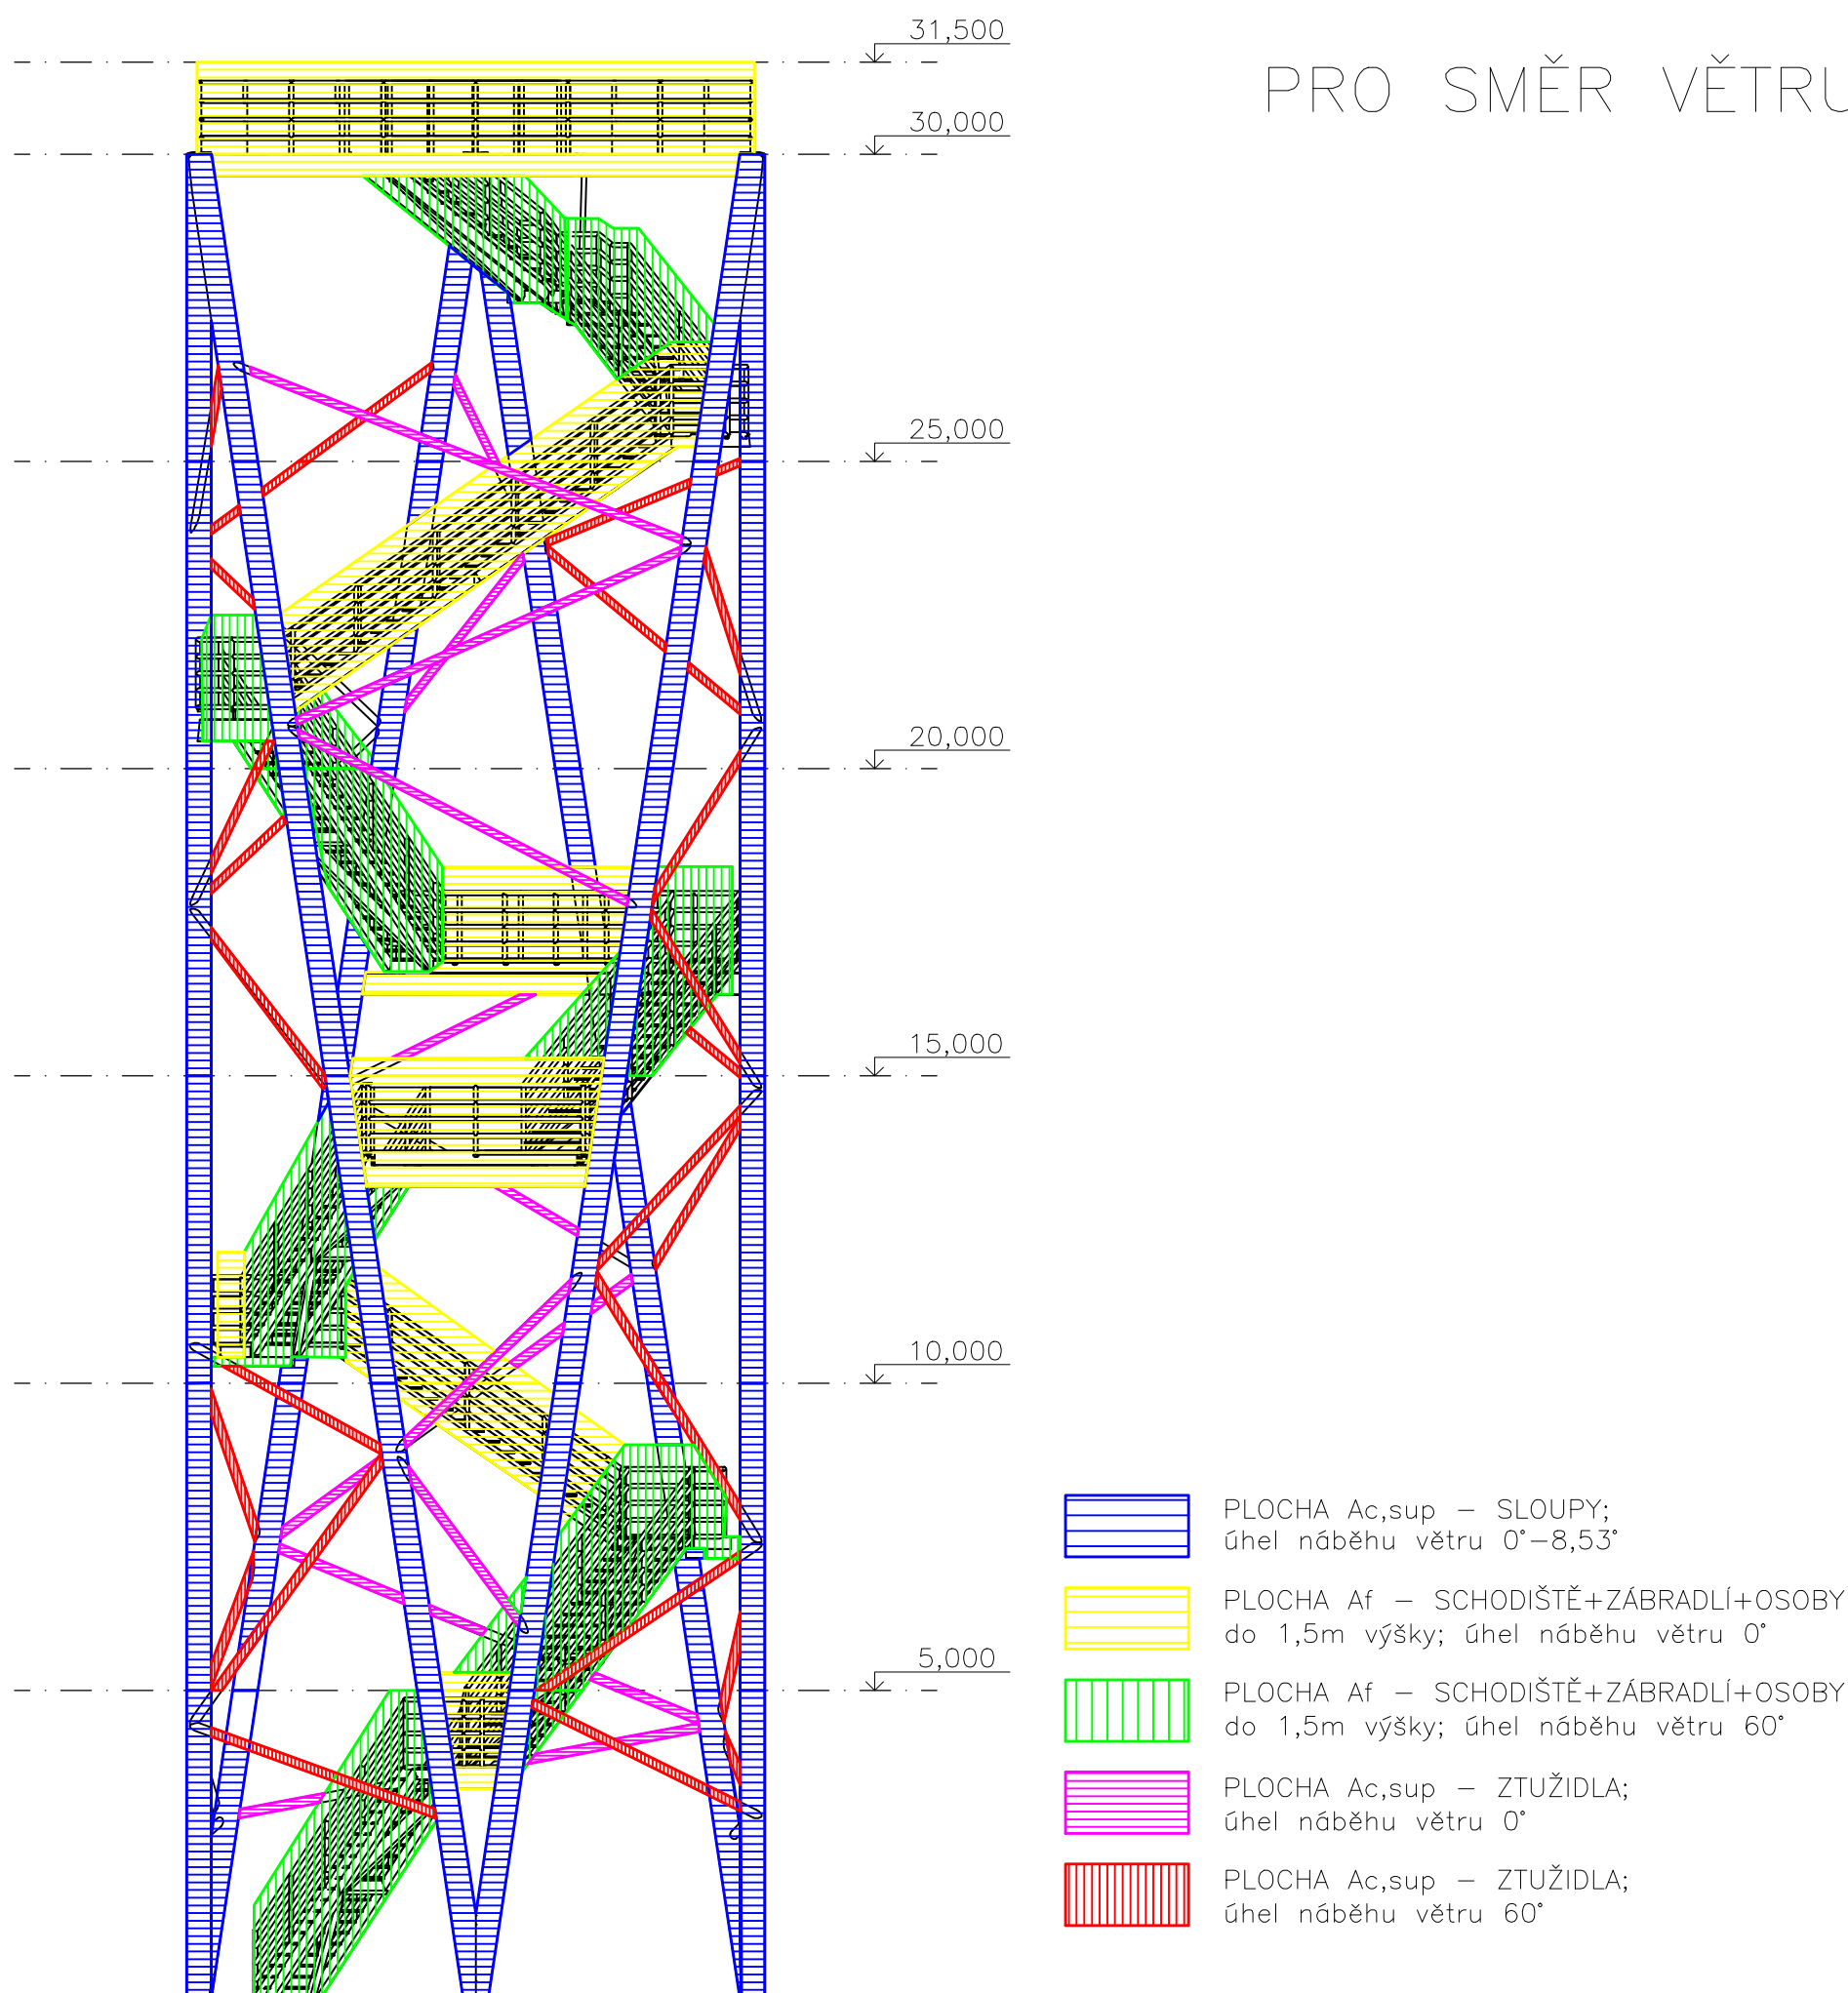 31,500
PRO SMĚR VĚTRU
30,000
25,000
20,000
15,000
10,000
5,000
PLOCHA Ac,sup – SLOUPY;
úhel náběhu větru 0°–8,53°
PLOCHA Af – SCHODIŠTĚ+ZÁBRADLÍ+OSOBY
do 1,5m výšky; úhel náběhu větru 0°
PLOCHA Af – SCHODIŠTĚ+ZÁBRADLÍ+OSOBY
do 1,5m výšky; úhel náběhu větru 60°
PLOCHA Ac,sup – ZTUŽIDLA;
úhel náběhu větru 0°
PLOCHA Ac,sup – ZTUŽIDLA;
úhel náběhu větru 60°